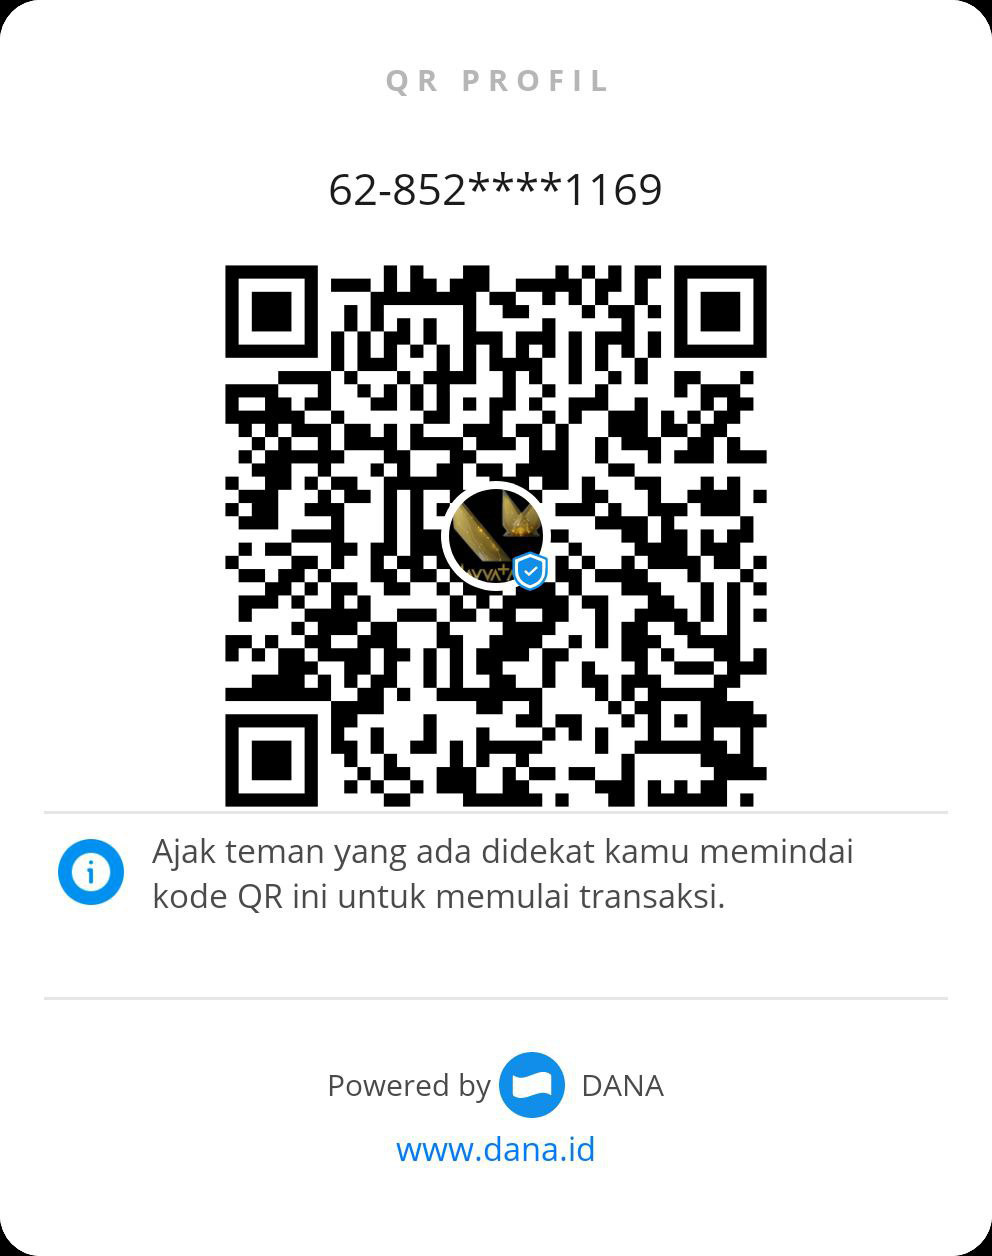 QR PROFIL
62-852****1169
Ajak teman yang ada didekat kamu memindai
kode QR ini untuk memulai transaksi.
Powered by DANA
www.dana.id